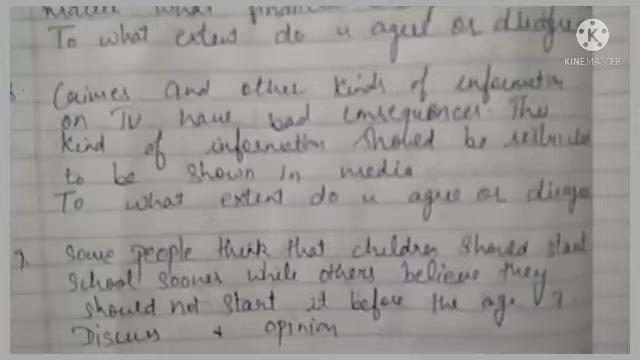 what
To what extent do u agree or disagree
KINEMASTER
Crimes and other kinds of information
on TV have bad consequences. This
kind of information should be
to be shown in media
To what extent do u agree or
7. Some people think that children should start
school sooner while others believe they
should not start it before the age 7
Discuss + opinion